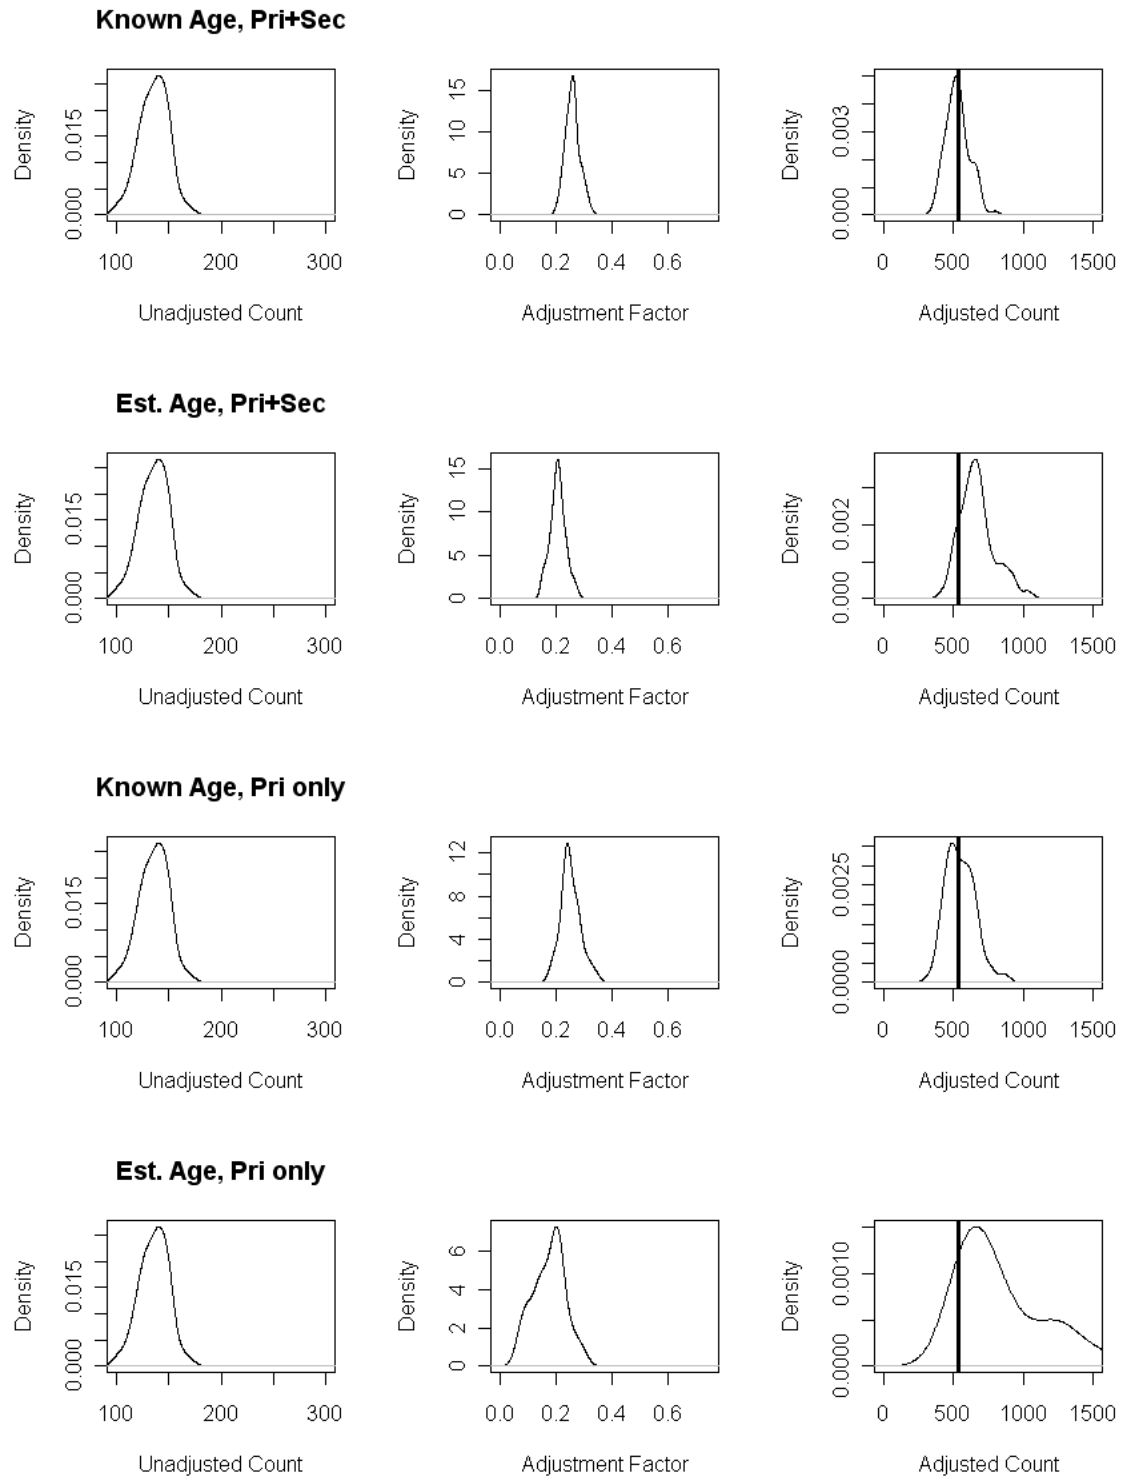 Known Age, Pri+Sec
Density
0.000 0.015
100 200 300
Unadjusted Count
Density
0 5 10 15
0.0 0.2 0.4 0.6
Adjustment Factor
Density
0.000 0.003
0 500 1000 1500
Adjusted Count
Est. Age, Pri+Sec
Density
0.000 0.015
100 200 300
Unadjusted Count
Density
0 5 10 15
0.0 0.2 0.4 0.6
Adjustment Factor
Density
0.000 0.002
0 500 1000 1500
Adjusted Count
Known Age, Pri only
Density
0.000 0.015
100 200 300
Unadjusted Count
Density
0 4 8 12
0.0 0.2 0.4 0.6
Adjustment Factor
Density
0.0000 0.0025
0 500 1000 1500
Adjusted Count
Est. Age, Pri only
Density
0.000 0.015
100 200 300
Unadjusted Count
Density
0 2 4 6
0.0 0.2 0.4 0.6
Adjustment Factor
Density
0.0000 0.0010
0 500 1000 1500
Adjusted Count